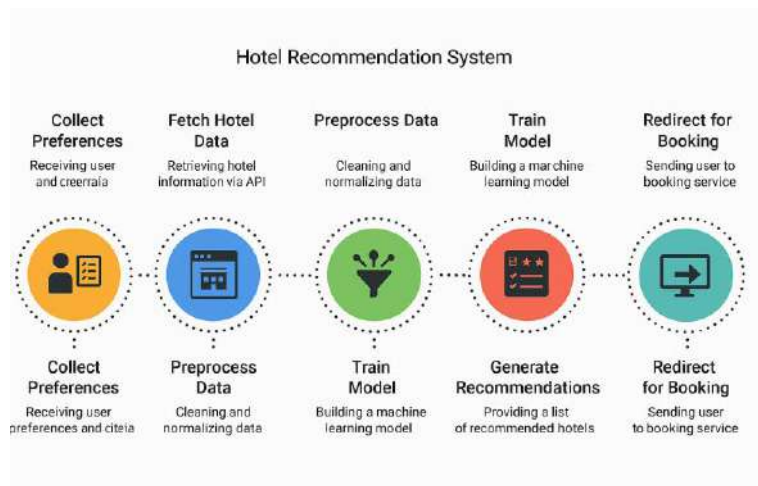 Hotel Recommendation System
Collect
Preferences
Receiving user
and creerraía
Fetch Hotel
Data
Retrieving hotel
information via API
Preprocess Data
Cleaning and
normalizing data
Train
Model
Building a marchine
learning model
Redirect for
Booking
Sending user to
booking service
Collect
Preferences
Receiving user
preferences and citeia
Preprocess
Data
Cleaning and
normalizing data
Train
Model
Building a machine
learning model
Generate
Recommendations
Providing a list
of recommended hotels
Redirect
for Booking
Sending user
to booking service